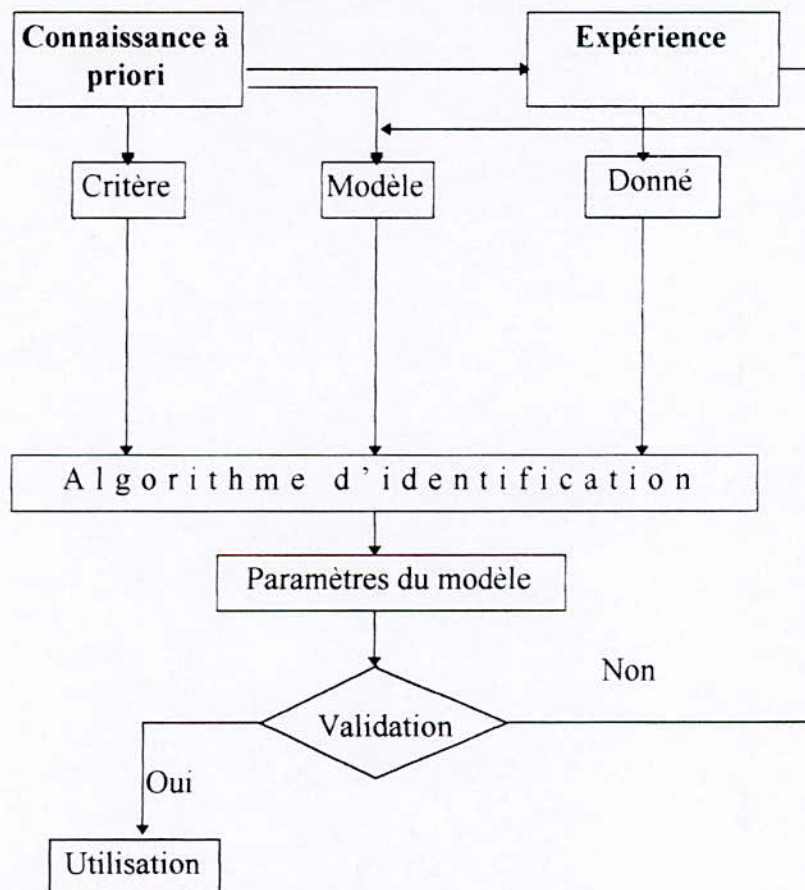 Connaissance à
priori
Expérience
Critère
Modèle
Donné
Algorithme d'identification
Paramètres du modèle
Non
Validation
Oui
Utilisation